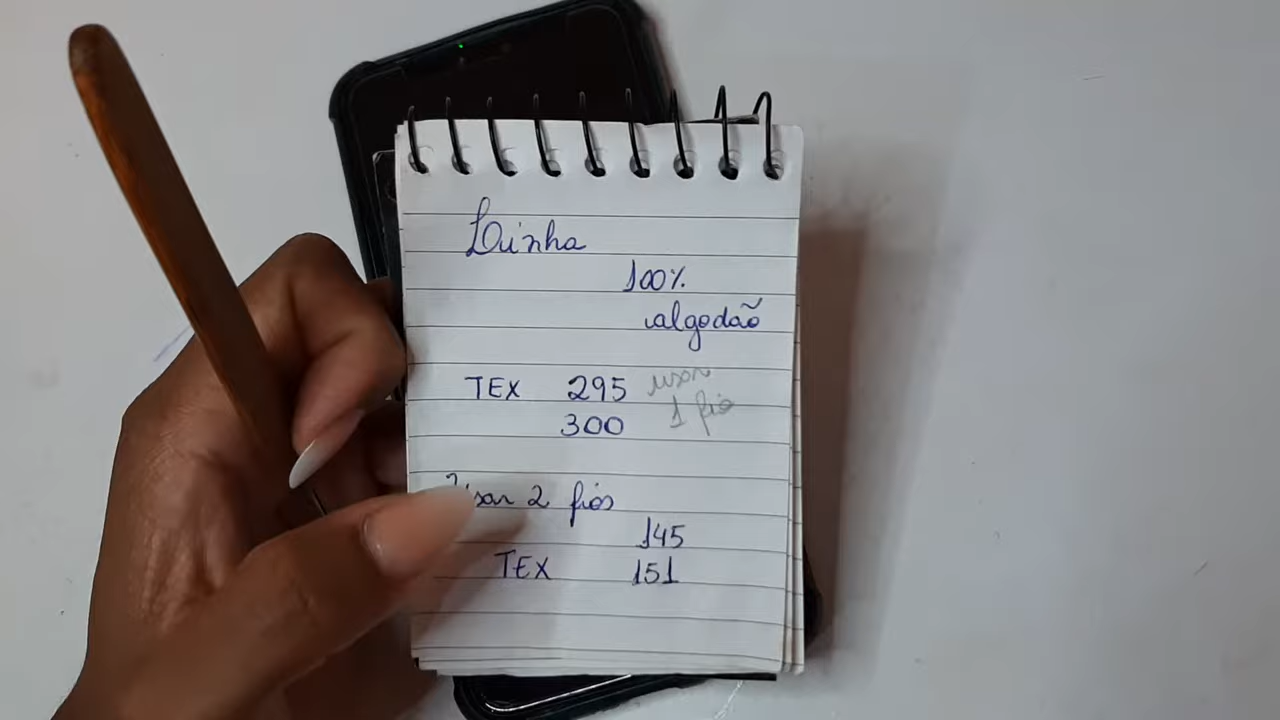 Linha
100%
algodão
TEX 295 usar
300 1 fio
Usar 2 fios
145
TEX 151